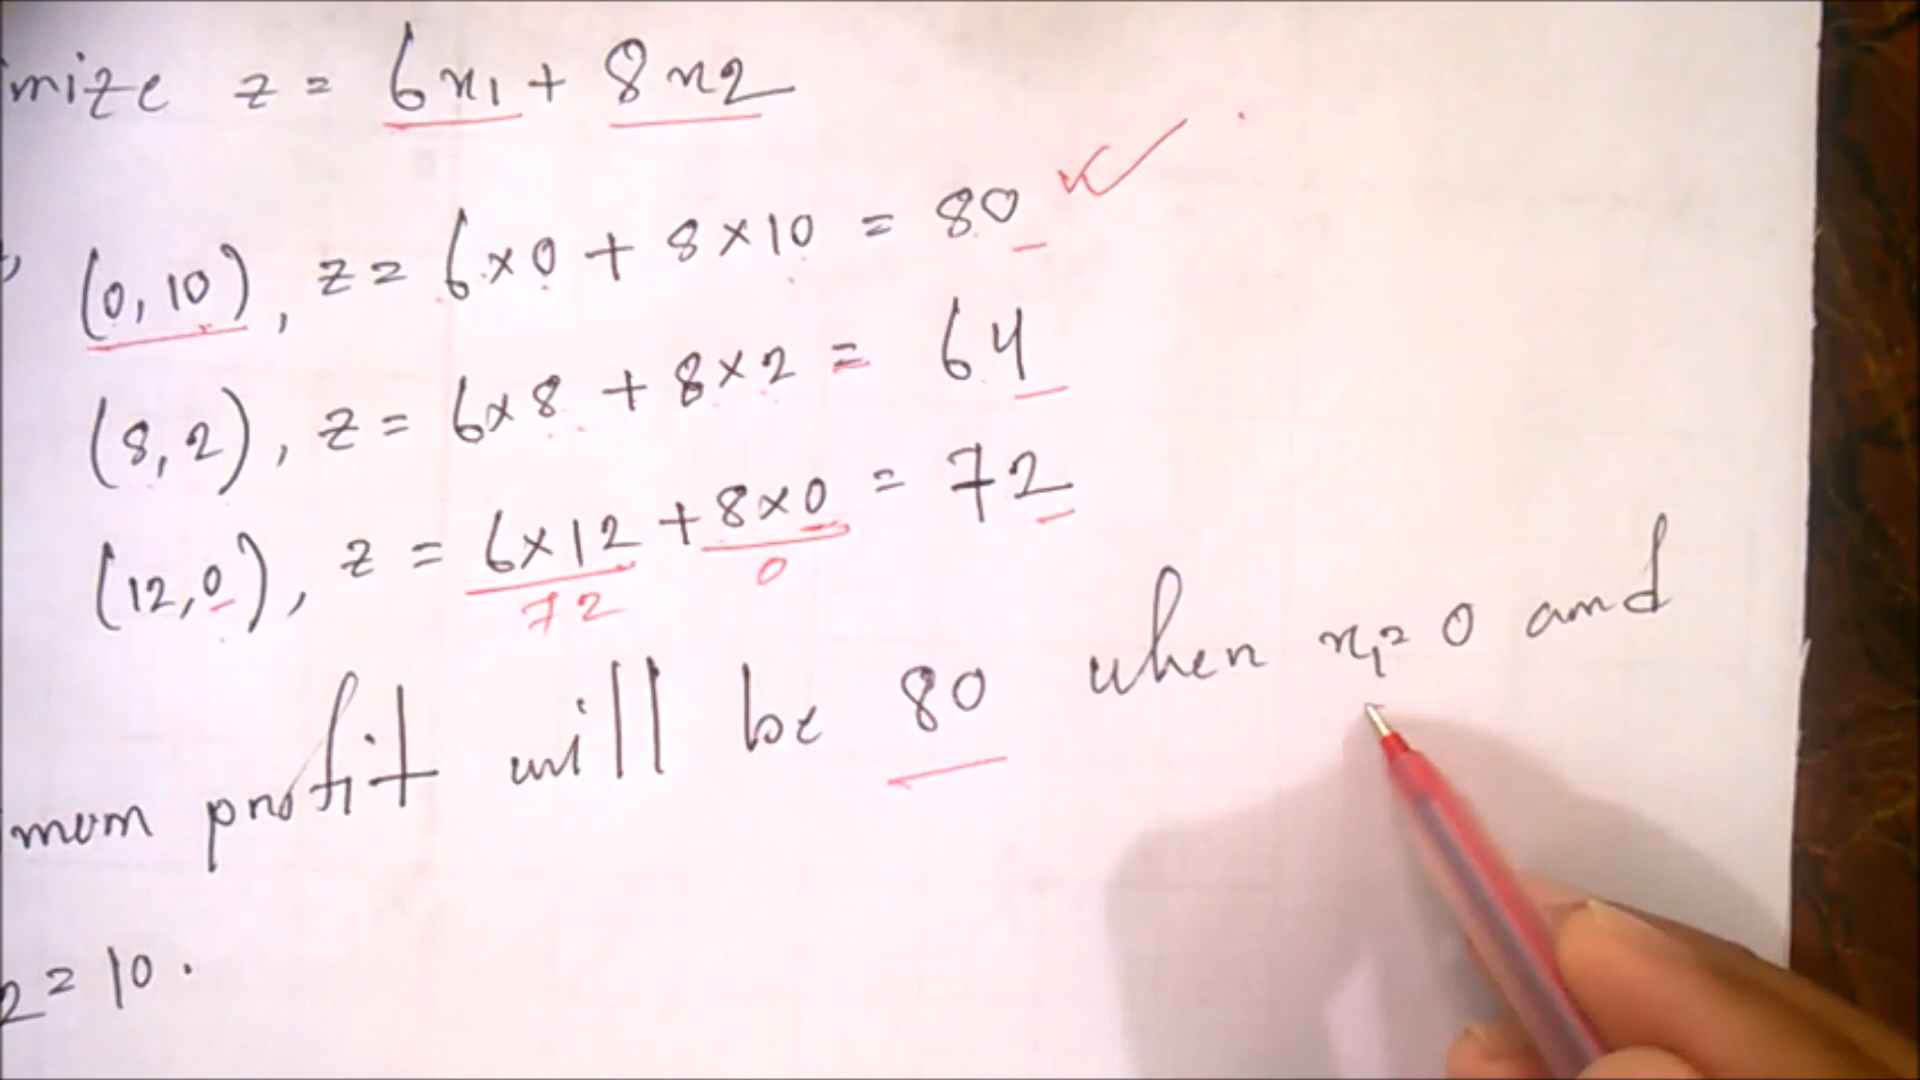 mize z = 6x1 + 8x2
(0,10), z = 6×0 + 8×10 = 80
(8,2), z = 6×8 + 8×2 = 64
(12,0), z = 6×12 + 8×0 = 72
72 0
mum profit will be 80 when x1 = 0 and
2 = 10.